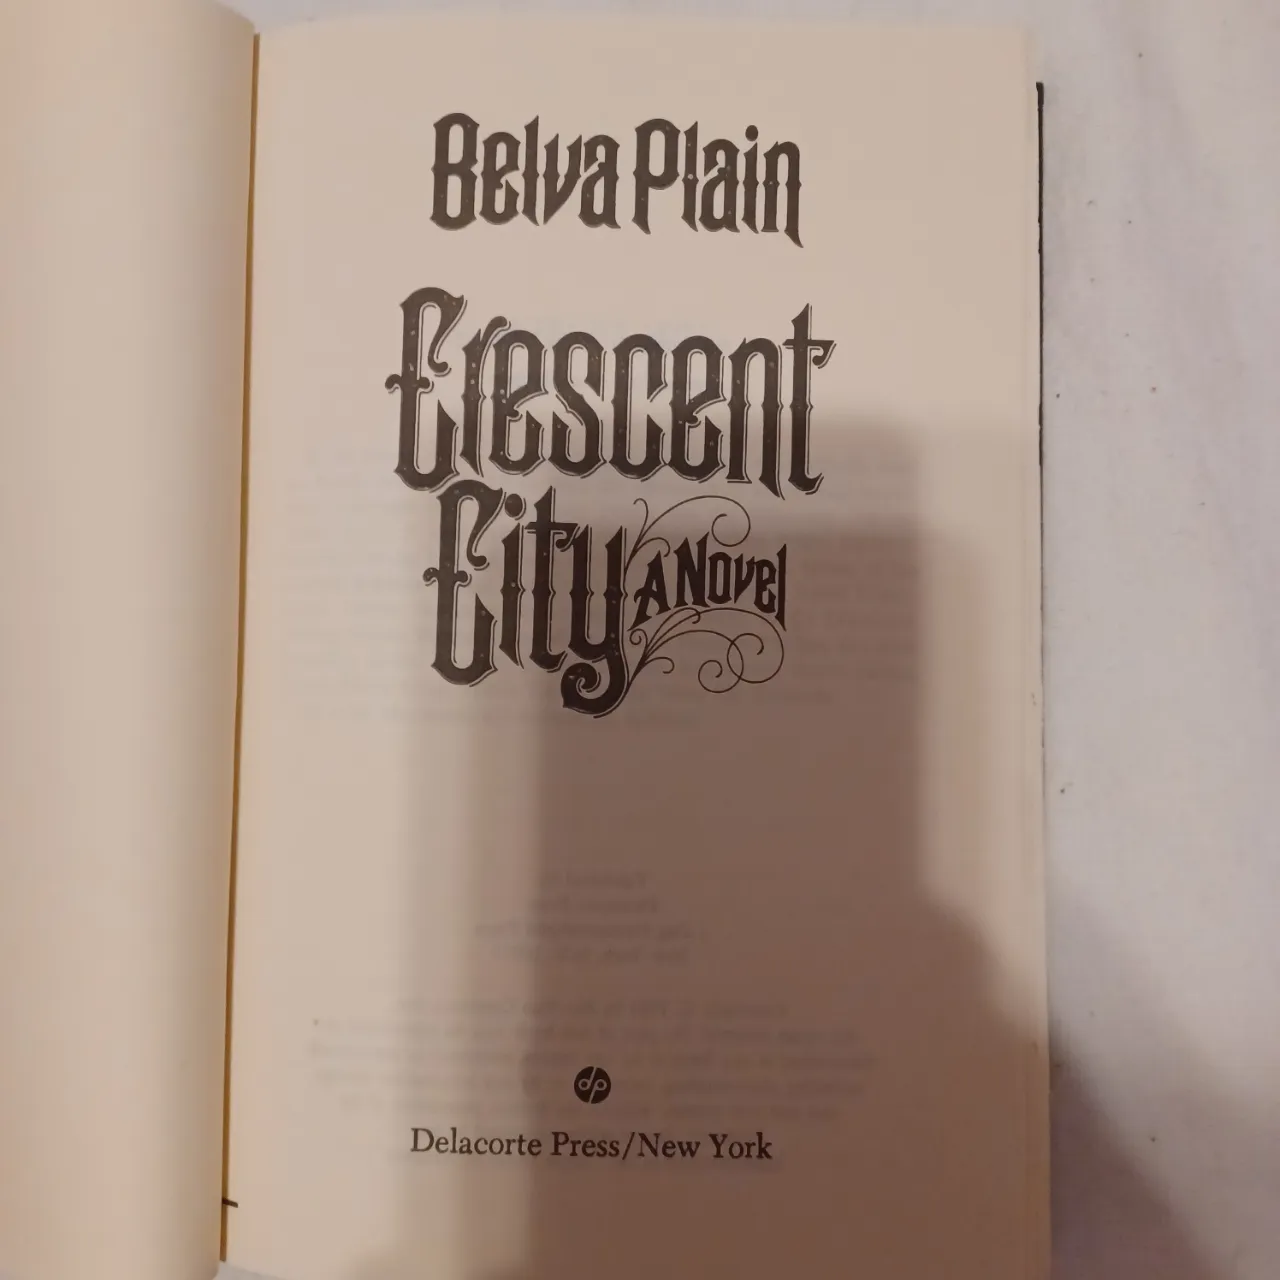 Belva Plain
Crescent
City A Novel
dp
Delacorte Press/New York